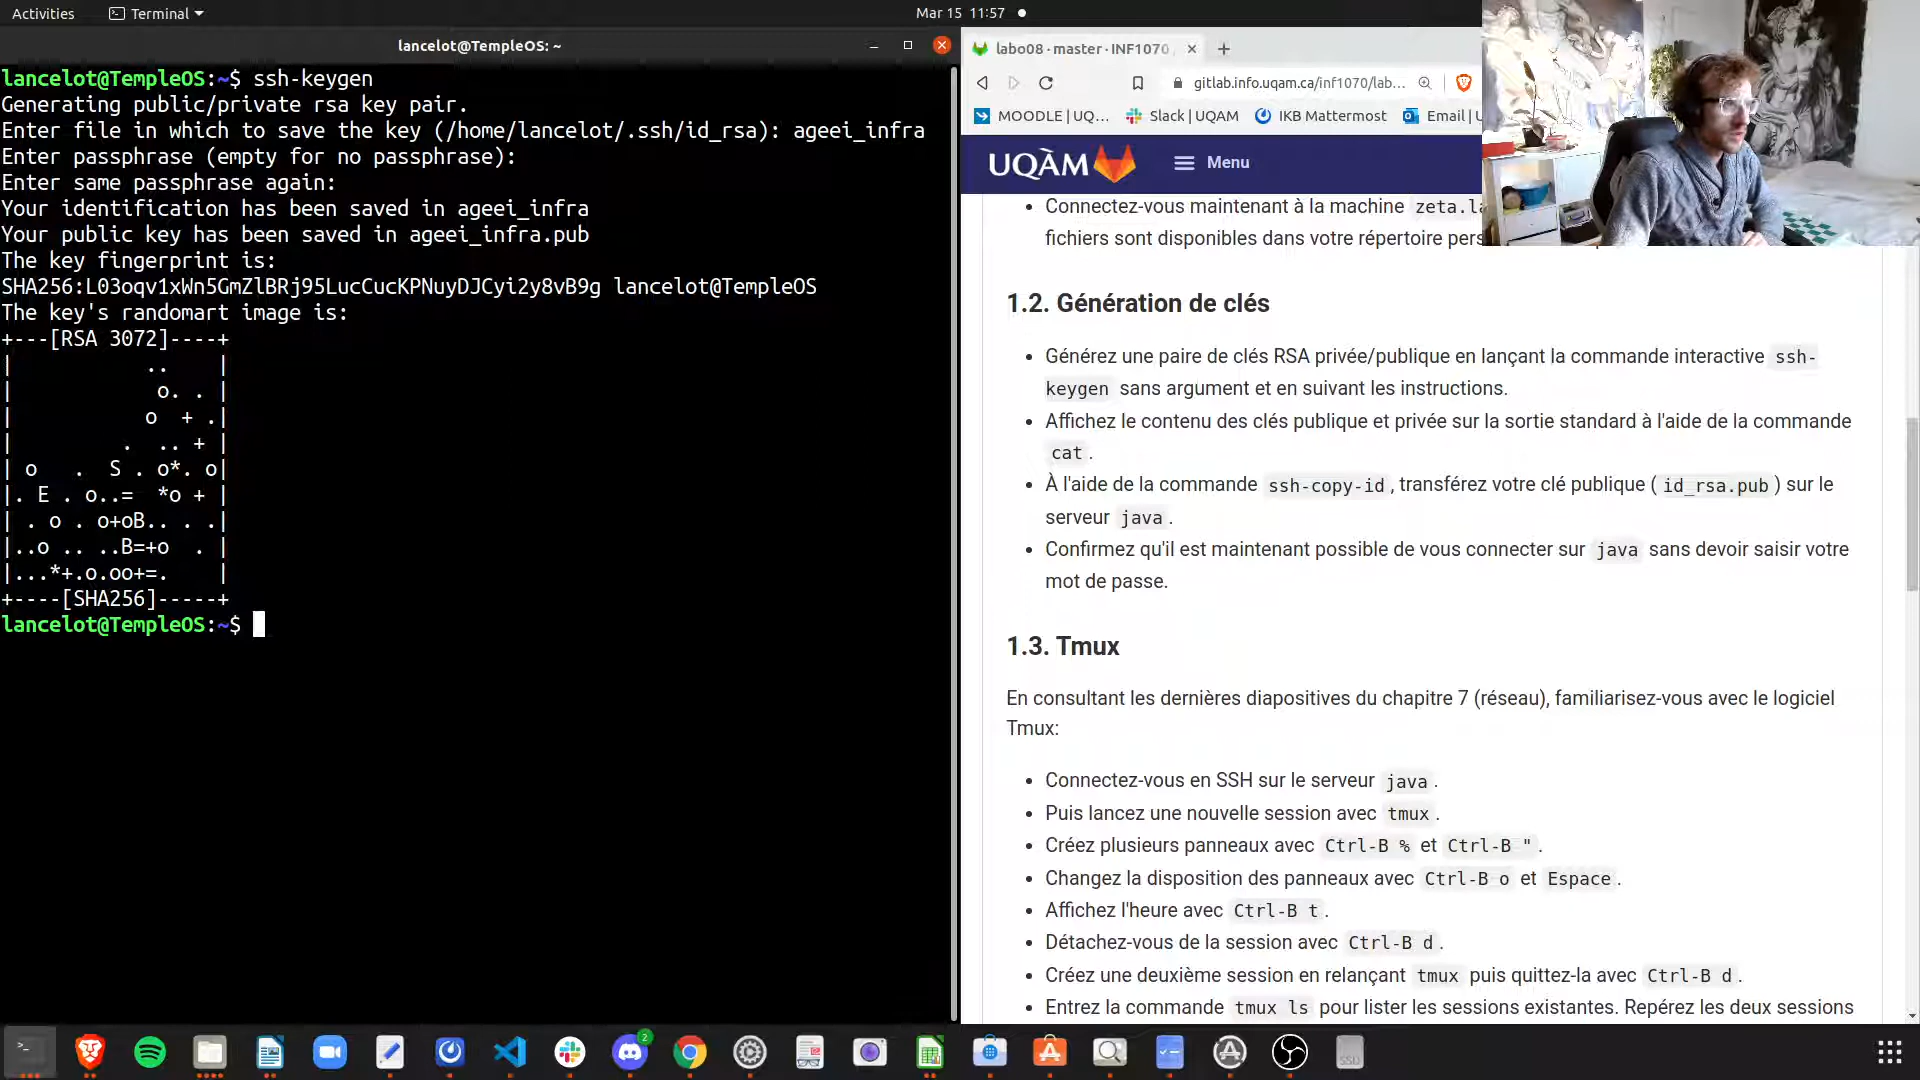 Activities
Terminal
Mar 15 11:57
lancelot@TempleOS: ~
lancelot@TempleOS:~$ ssh-keygen
Generating public/private rsa key pair.
Enter file in which to save the key (/home/lancelot/.ssh/id_rsa): ageei_infra
Enter passphrase (empty for no passphrase):
Enter same passphrase again:
Your identification has been saved in ageei_infra
Your public key has been saved in ageei_infra.pub
The key fingerprint is:
SHA256:L03oqv1xWn5GmZlBRj95LucCucKPNuyDJCyi2y8vB9g lancelot@TempleOS
The key's randomart image is:
+---[RSA 3072]----+
|           ..    |
|            o. . |
|           o  + .|
|         .  .. + |
| o   .  S . o*. o|
|. E . o..=  *o + |
| . o . o+oB.. . .|
|..o .. ..B=+o  . |
|...*+.o.oo+=.    |
+----[SHA256]-----+
lancelot@TempleOS:~$
labo08 · master · INF1070
gitlab.info.uqam.ca/inf1070/lab...
MOODLE | UQ...
Slack | UQAM
IKB Mattermost
Email | U
UQÀM
Menu
Connectez-vous maintenant à la machine zeta.la
fichiers sont disponibles dans votre répertoire pers
1.2. Génération de clés
Générez une paire de clés RSA privée/publique en lançant la commande interactive ssh-
keygen sans argument et en suivant les instructions.
Affichez le contenu des clés publique et privée sur la sortie standard à l'aide de la commande
cat .
À l'aide de la commande ssh-copy-id , transférez votre clé publique ( id_rsa.pub ) sur le
serveur java .
Confirmez qu'il est maintenant possible de vous connecter sur java sans devoir saisir votre
mot de passe.
1.3. Tmux
En consultant les dernières diapositives du chapitre 7 (réseau), familiarisez-vous avec le logiciel
Tmux:
Connectez-vous en SSH sur le serveur java .
Puis lancez une nouvelle session avec tmux .
Créez plusieurs panneaux avec Ctrl-B % et Ctrl-B " .
Changez la disposition des panneaux avec Ctrl-B o et Espace .
Affichez l'heure avec Ctrl-B t .
Détachez-vous de la session avec Ctrl-B d .
Créez une deuxième session en relançant tmux puis quittez-la avec Ctrl-B d .
Entrez la commande tmux ls pour lister les sessions existantes. Repérez les deux sessions
2
SSD